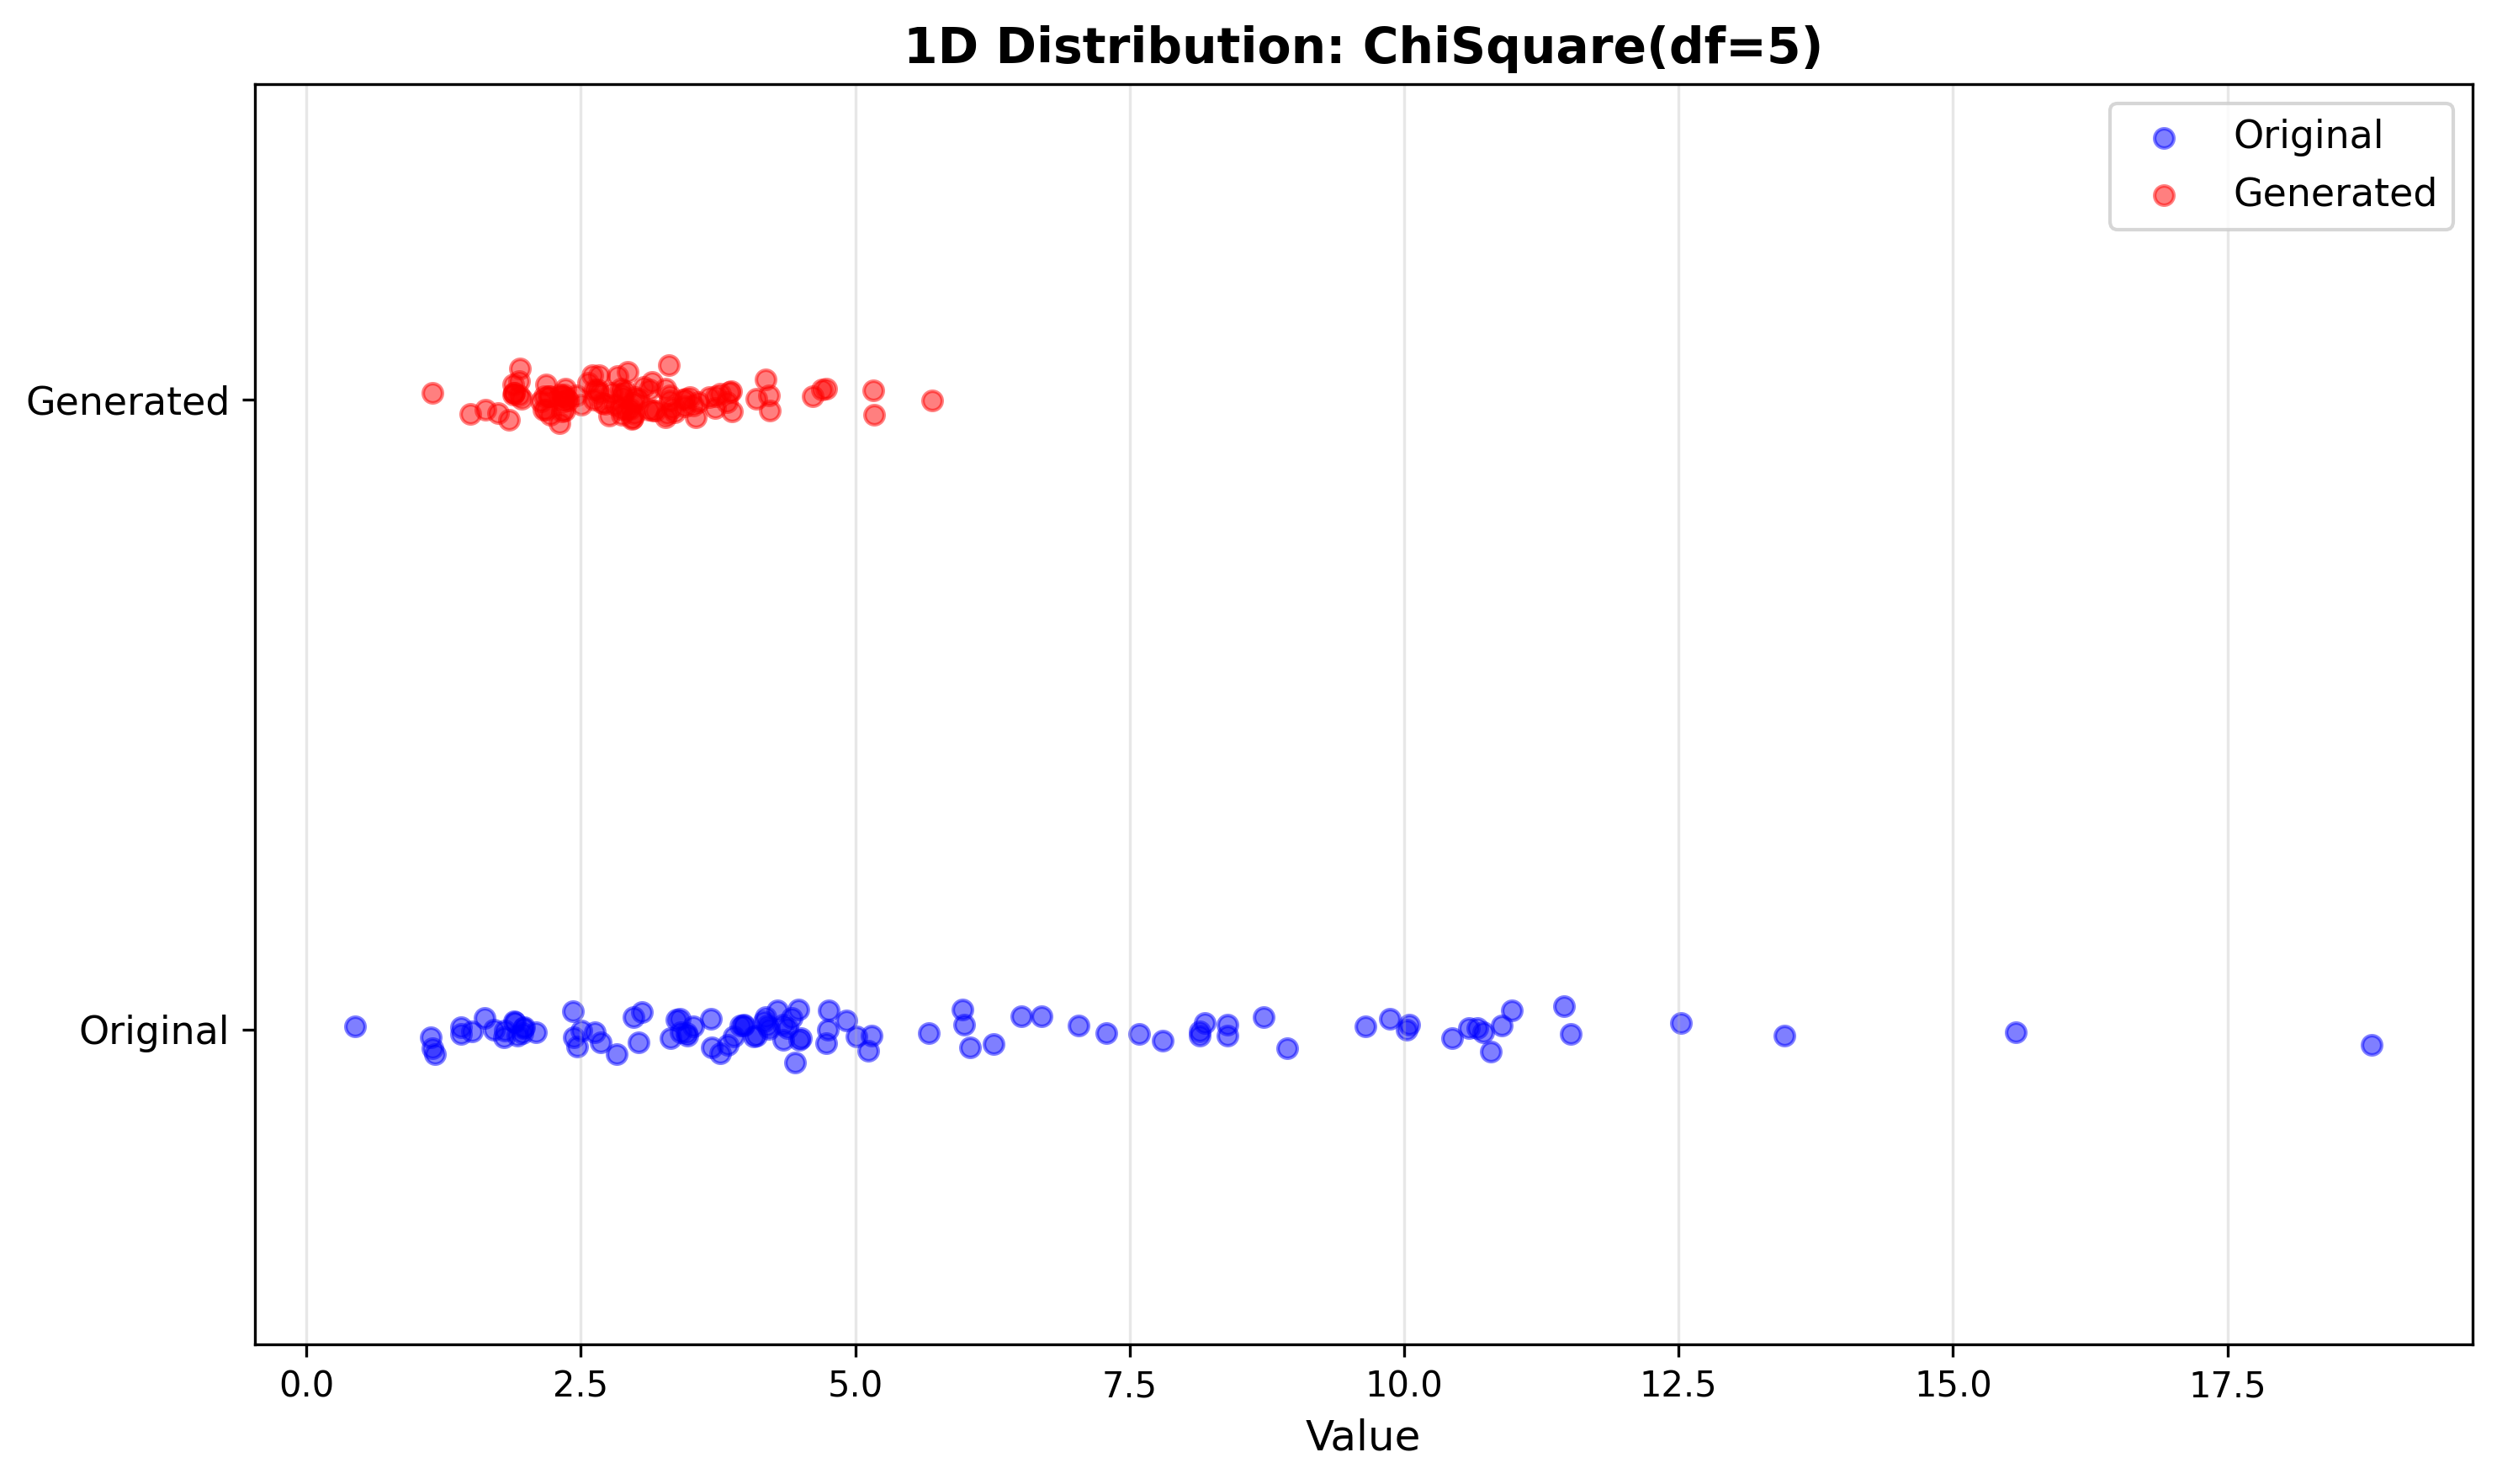 1D Distribution: ChiSquare(df=5)
Original
Generated
Generated
Original
0.0 2.5 5.0 7.5 10.0 12.5 15.0 17.5
Value